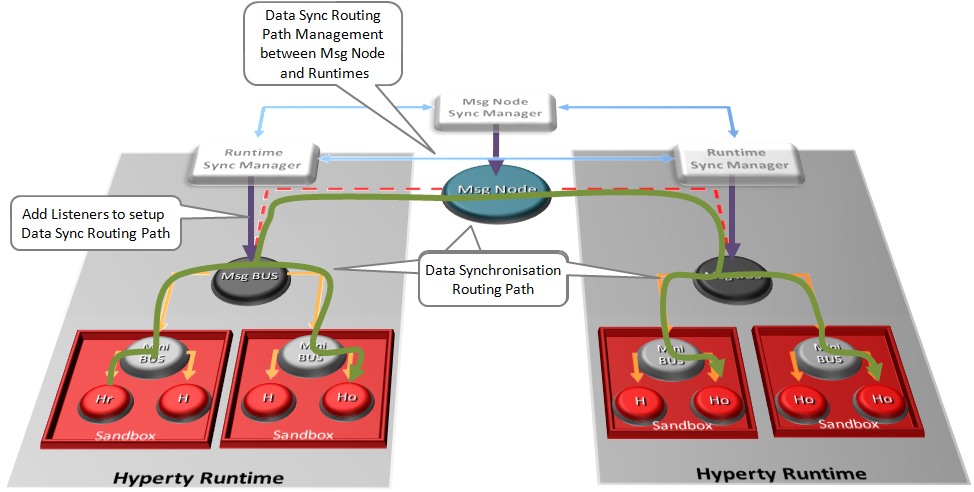 Data Sync Routing
Path Management
between Msg Node
and Runtimes
Msg Node
Sync Manager
Runtime
Sync Manager
Runtime
Sync Manager
Msg Node
Add Listeners to setup
Data Sync Routing Path
Msg BUS
Data Synchronisation
Routing Path
Mini
BUS
Hr
H
Sandbox
Mini
BUS
H
Ho
Sandbox
Mini
BUS
H
Ho
Sandbox
Mini
BUS
Ho
Ho
Sandbox
Hyperty Runtime
Hyperty Runtime